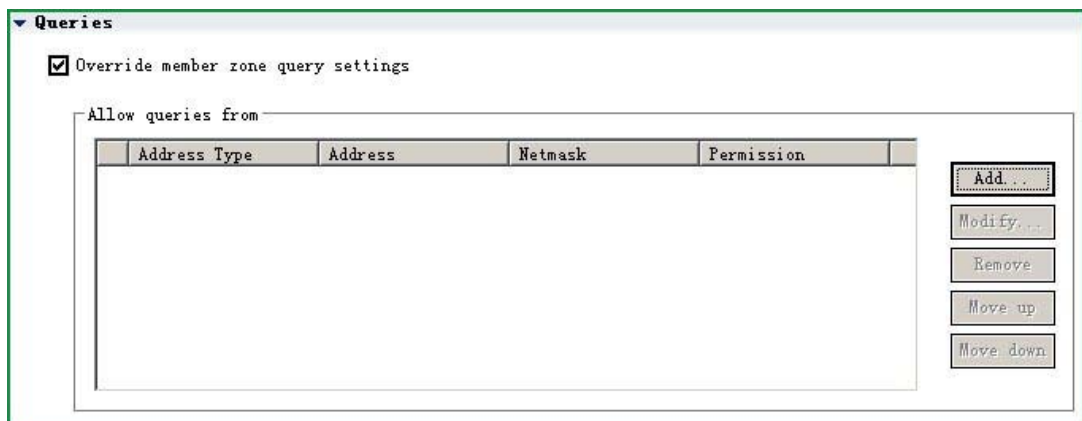 Queries
Override member zone query settings
Allow queries from
Address Type Address Netmask Permission
Add...
Modify...
Remove
Move up
Move down